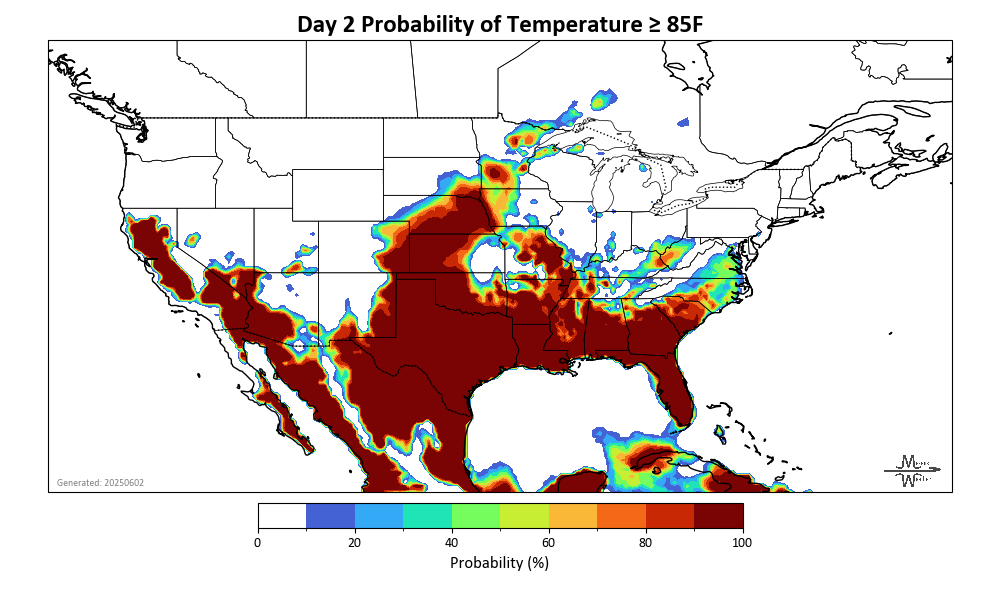 Day 2 Probability of Temperature ≥ 85F
Generated: 20250602
0 20 40 60 80 100
Probability (%)